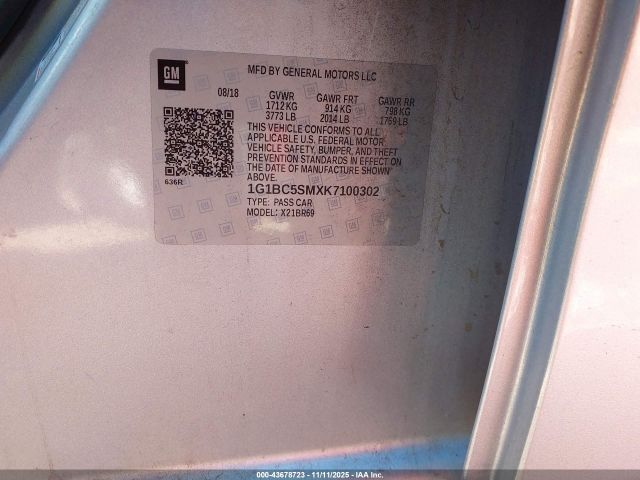 GM
MFD BY GENERAL MOTORS LLC
08/18 GVWR GAWR FRT GAWR RR
1712 KG 914 KG 798 KG
3773 LB 2014 LB 1759 LB
THIS VEHICLE CONFORMS TO ALL
APPLICABLE U.S. FEDERAL MOTOR
VEHICLE SAFETY, BUMPER, AND THEFT
PREVENTION STANDARDS IN EFFECT ON
THE DATE OF MANUFACTURE SHOWN
ABOVE.
636R
1G1BC5SMXK7100302
TYPE: PASS CAR
MODEL: X21BR69
000-43678723 - 11/11/2025 - IAA Inc.